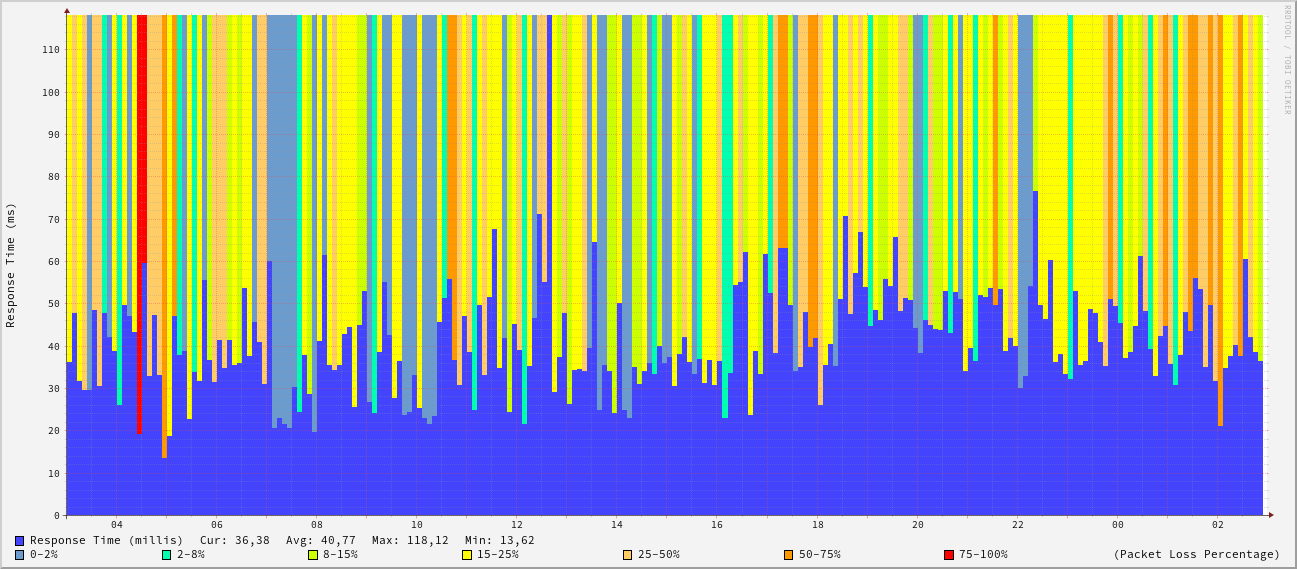 RRDTOOL / TOBI OETIKER
Response Time (ms)
110
100
90
80
70
60
50
40
30
20
10
0
04 06 08 10 12 14 16 18 20 22 00 02
Response Time (millis) Cur: 36,38 Avg: 40,77 Max: 118,12 Min: 13,62
0-2% 2-8% 8-15% 15-25% 25-50% 50-75% 75-100% (Packet Loss Percentage)